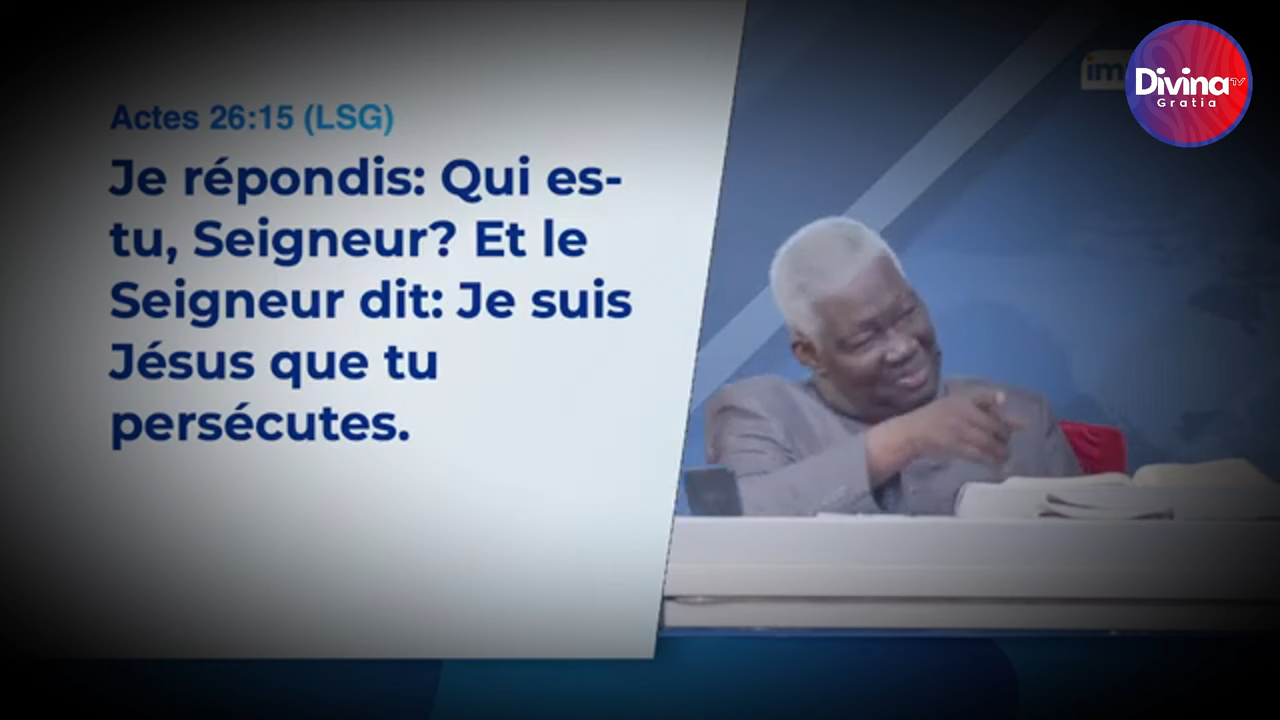 Actes 26:15 (LSG)
Je répondis: Qui es-
tu, Seigneur? Et le
Seigneur dit: Je suis
Jésus que tu
persécutes.
im
Divina TV
Gratia